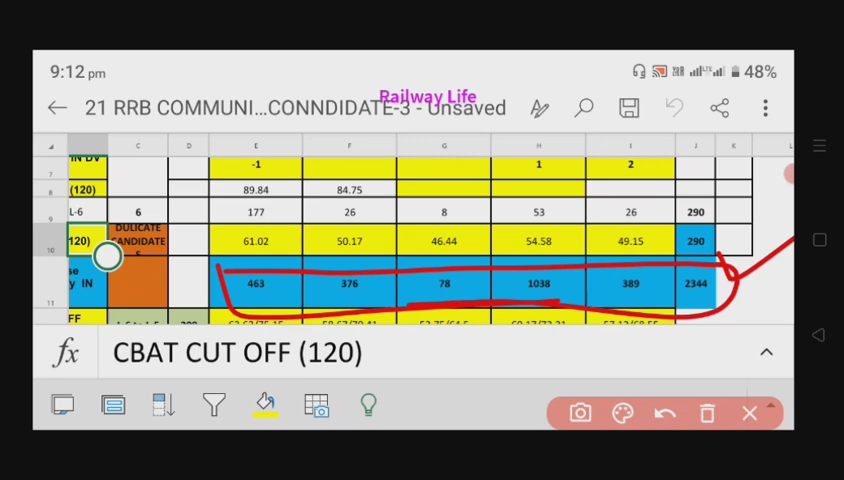 9:12 pm
48%
Railway Life
21 RRB COMMUNI...CONNDIDATE-3 - Unsaved
C D E F G H I J K L
7 IN DV -1 1 2
8 (120) 89.84 84.75
9 L-6 6 177 26 8 53 26 290
DULICATE
10 120) CANDIDATE 61.02 50.17 46.44 54.58 49.15 290
S
se
y IN 463 376 78 1038 389 2344
11
FF
fx CBAT CUT OFF (120)